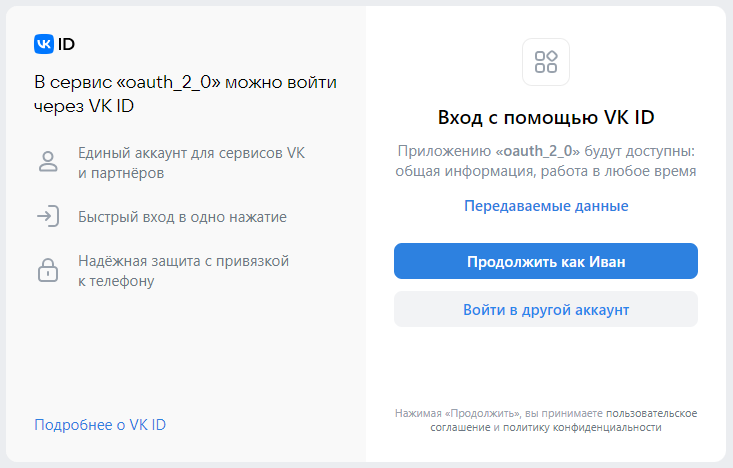 VK ID
В сервис «oauth_2_0» можно войти
через VK ID
Единый аккаунт для сервисов VK
и партнёров
Быстрый вход в одно нажатие
Надёжная защита с привязкой
к телефону
Подробнее о VK ID
Вход с помощью VK ID
Приложению «oauth_2_0» будут доступны:
общая информация, работа в любое время
Передаваемые данные
Продолжить как Иван
Войти в другой аккаунт
Нажимая «Продолжить», вы принимаете пользовательское
соглашение и политику конфиденциальности